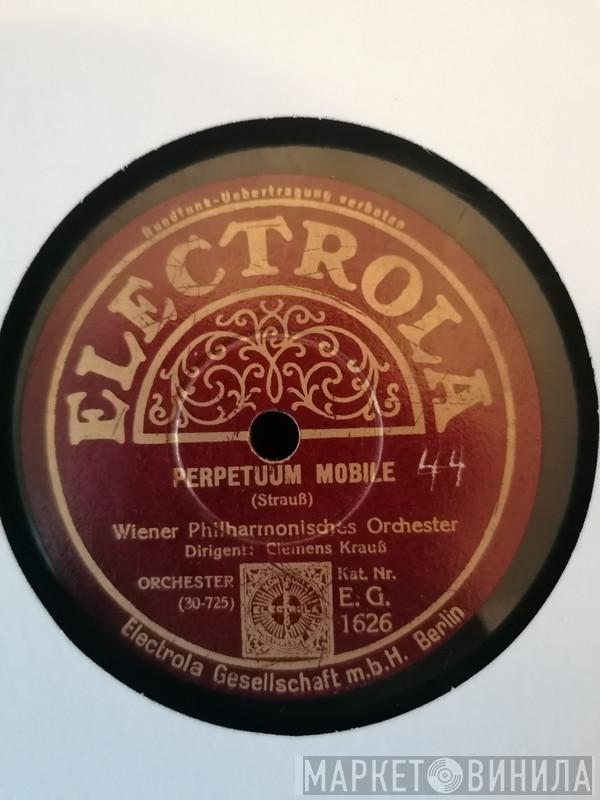 Rundfunk-Uebertragung verboten
ELECTROLA
PERPETUUM MOBILE 44
(Strauß)
Wiener Philharmonisches Orchester
Dirigent: Clemens Krauß
ORCHESTER
(30-725)
ELECTROLA
Kat. Nr.
E. G.
1626
Electrola Gesellschaft m.b.H. Berlin
МАРКЕТ ВИНИЛА